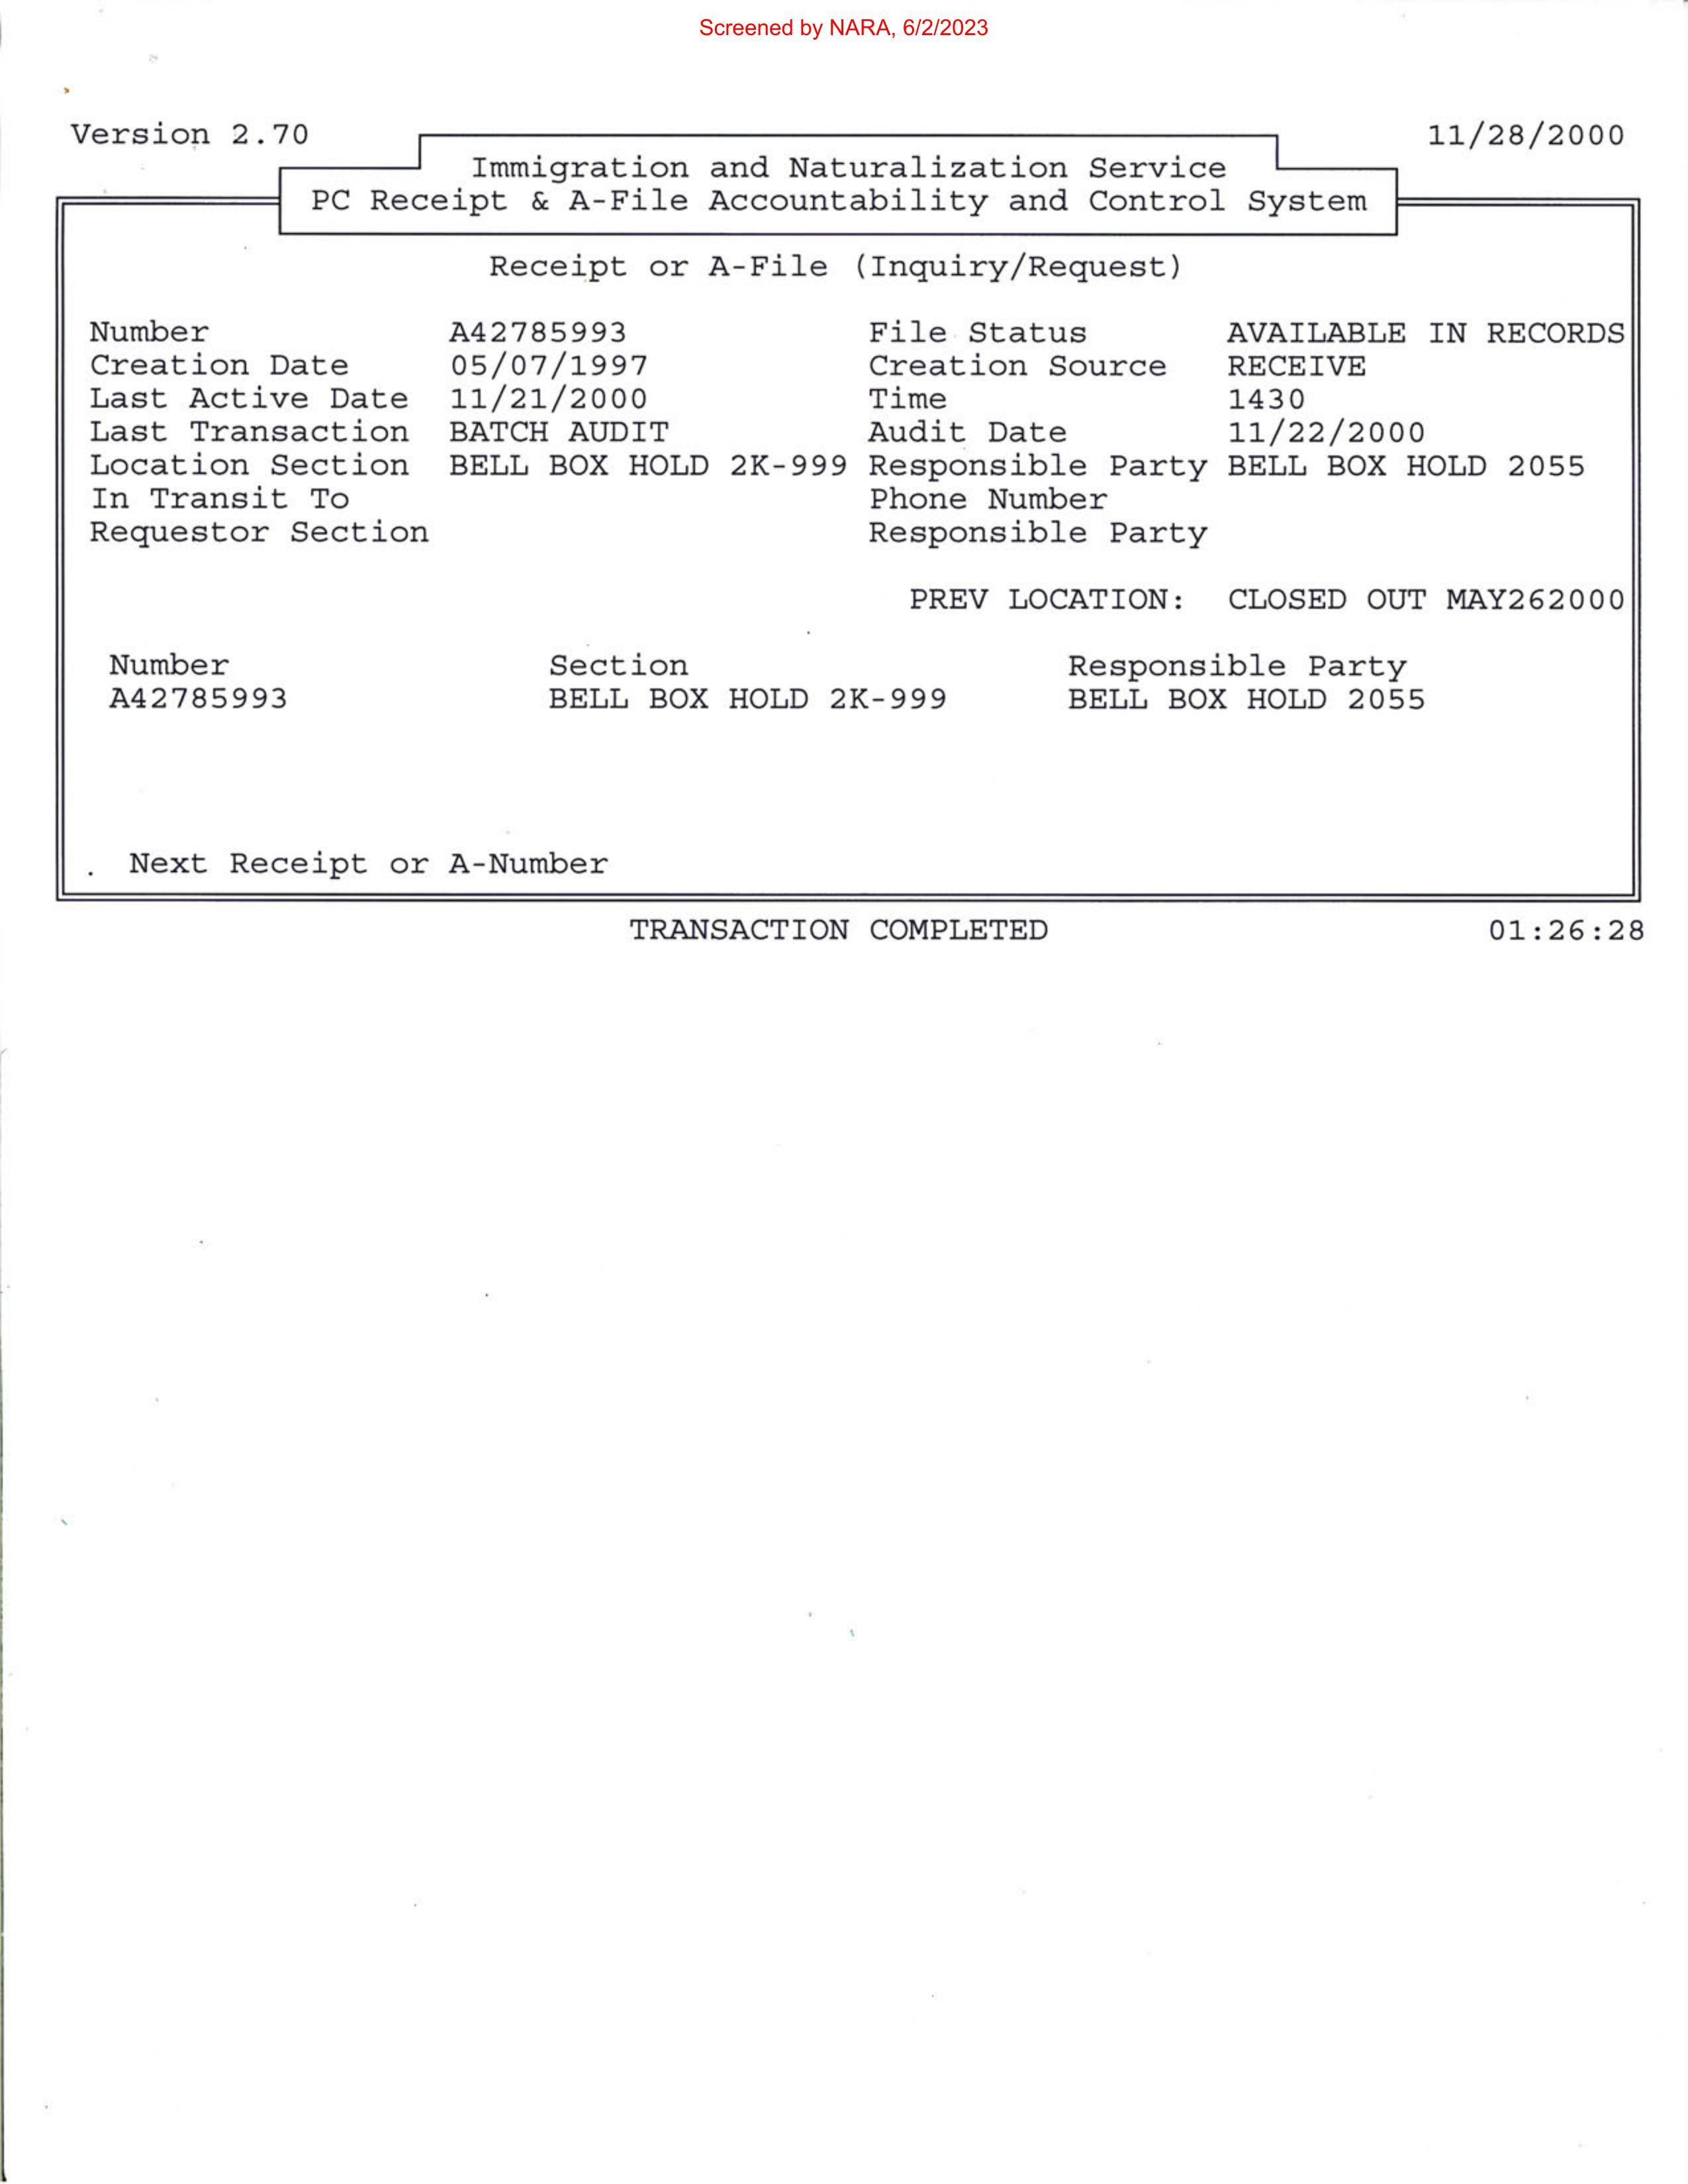 Screened by NARA, 6/2/2023
Version 2.70 11/28/2000
Immigration and Naturalization Service
PC Receipt & A-File Accountability and Control System
Receipt or A-File (Inquiry/Request)
Number A42785993 File Status AVAILABLE IN RECORDS
Creation Date 05/07/1997 Creation Source RECEIVE
Last Active Date 11/21/2000 Time 1430
Last Transaction BATCH AUDIT Audit Date 11/22/2000
Location Section BELL BOX HOLD 2K-999 Responsible Party BELL BOX HOLD 2055
In Transit To Phone Number
Requestor Section Responsible Party
PREV LOCATION: CLOSED OUT MAY262000
Number Section Responsible Party
A42785993 BELL BOX HOLD 2K-999 BELL BOX HOLD 2055
Next Receipt or A-Number
TRANSACTION COMPLETED 01:26:28